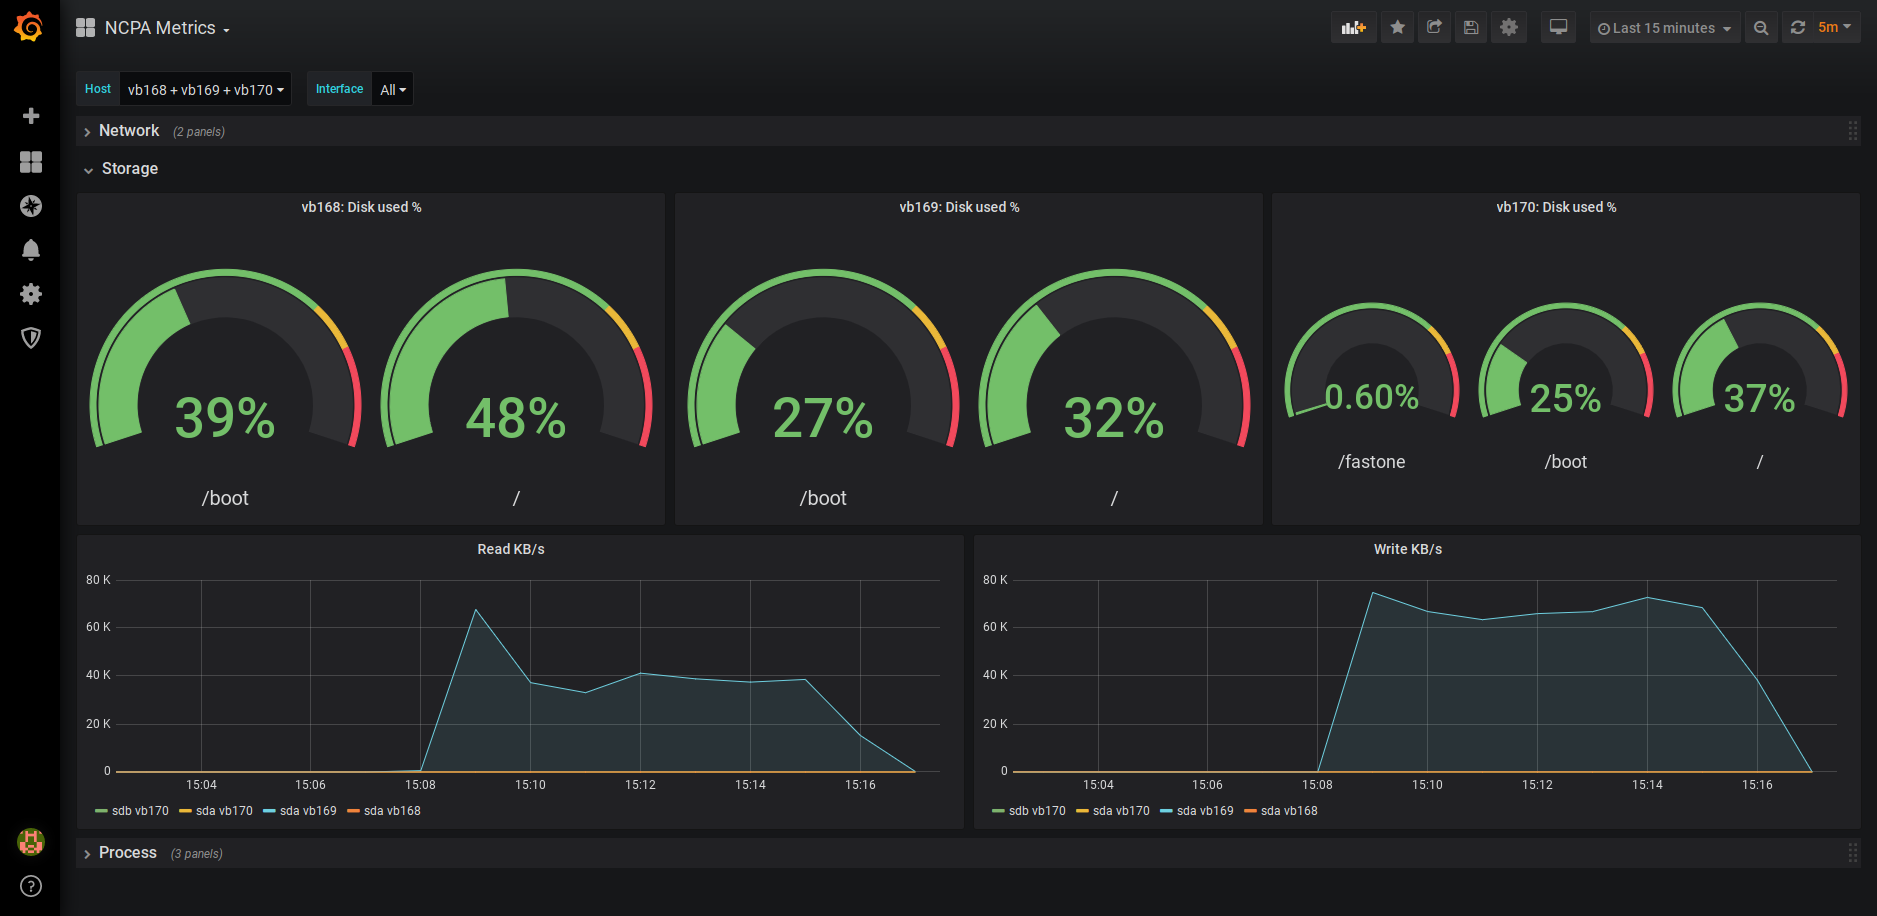 NCPA Metrics
Last 15 minutes 5m
Host vb168 + vb169 + vb170 Interface All
Network (2 panels)
Storage
vb168: Disk used %
39%
48%
/boot
/
vb169: Disk used %
27%
32%
/boot
/
vb170: Disk used %
0.60%
25%
37%
/fastone
/boot
/
Read KB/s
80 K
60 K
40 K
20 K
0
15:04 15:06 15:08 15:10 15:12 15:14 15:16
sdb vb170 sda vb170 sda vb169 sda vb168
Write KB/s
80 K
60 K
40 K
20 K
0
15:04 15:06 15:08 15:10 15:12 15:14 15:16
sdb vb170 sda vb170 sda vb169 sda vb168
Process (3 panels)
?